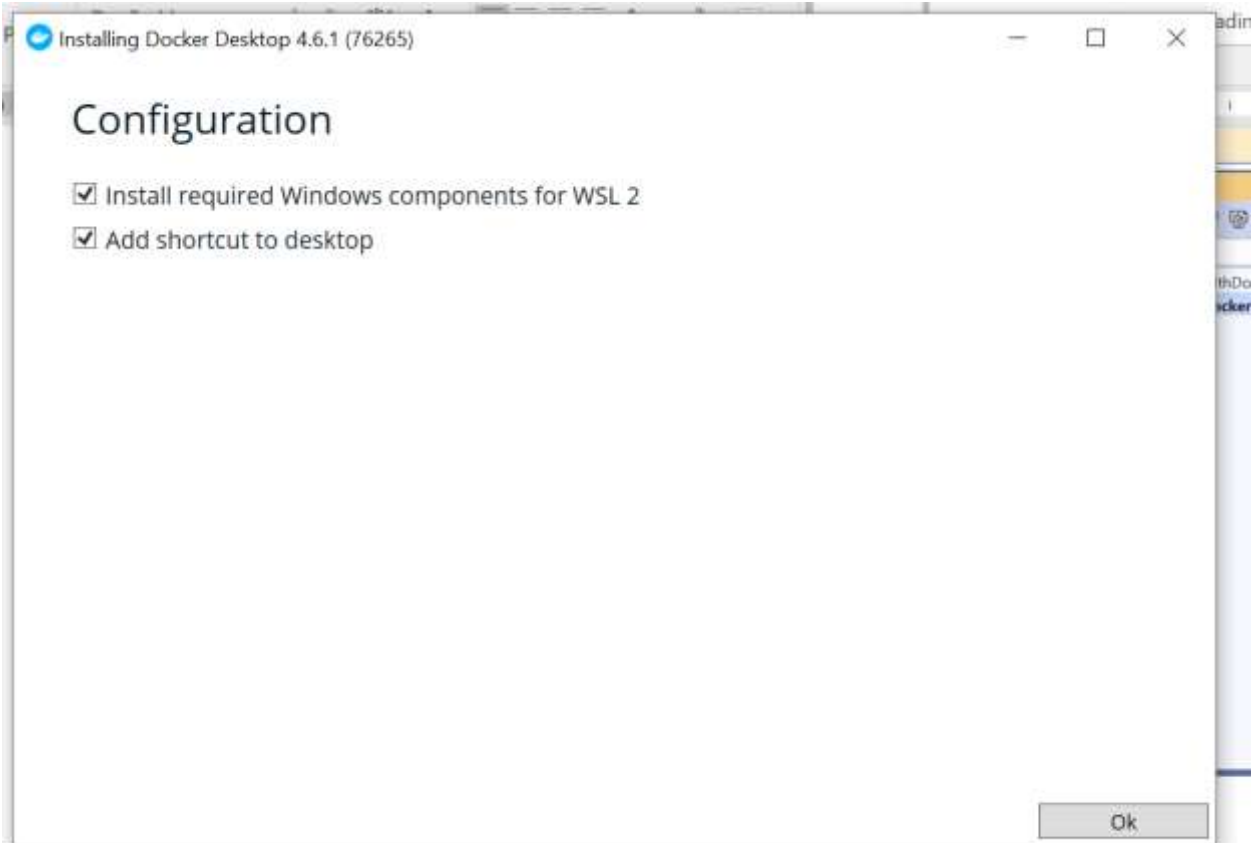 Installing Docker Desktop 4.6.1 (76265)
Configuration
Install required Windows components for WSL 2
Add shortcut to desktop
Ok